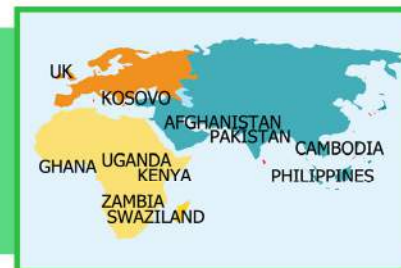 UK
KOSOVO
AFGHANISTAN
PAKISTAN
CAMBODIA
GHANA
UGANDA
KENYA
PHILIPPINES
ZAMBIA
SWAZILAND